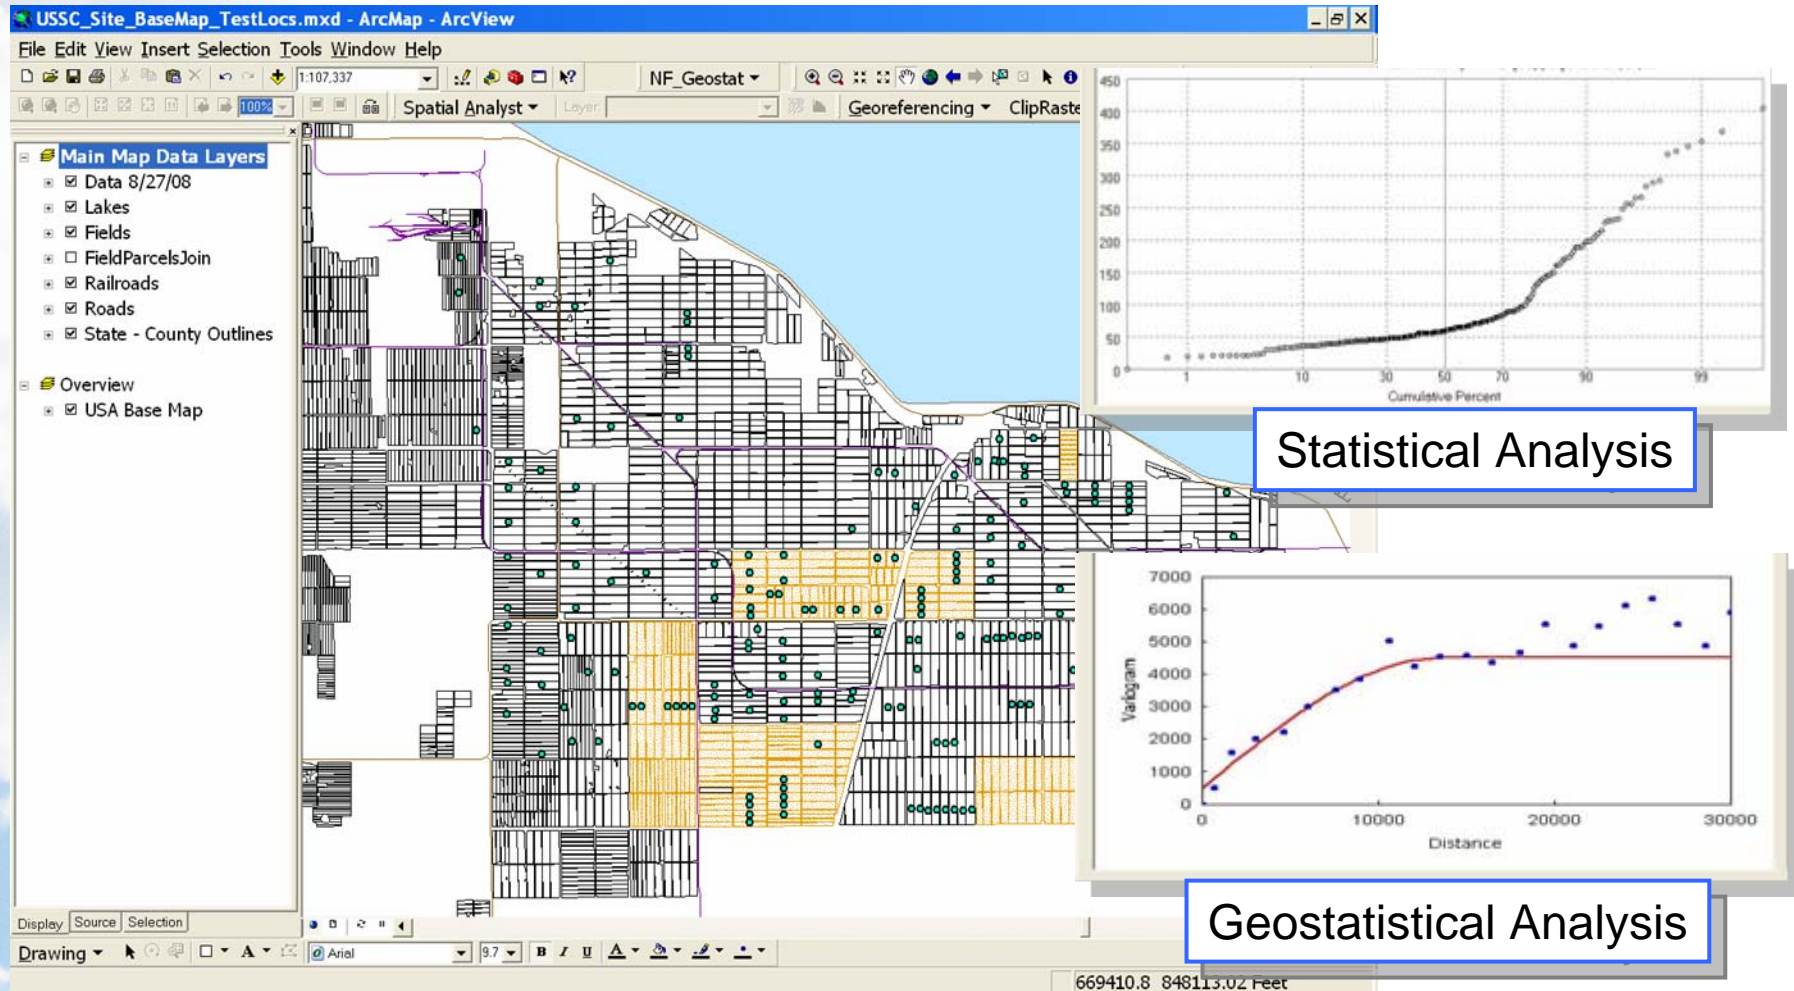 USSC_Site_BaseMap_TestLocs.mxd - ArcMap - ArcView
File Edit View Insert Selection Tools Window Help
1:107,337 NF_Geostat
100% Spatial Analyst Layer: Georeferencing ClipRaste
Main Map Data Layers
Data 8/27/08
Lakes
Fields
FieldParcelsJoin
Railroads
Roads
State - County Outlines
Overview
USA Base Map
450
400
350
300
250
200
150
100
50
0
1 10 30 50 70 90 99
Cumulative Percent
Statistical Analysis
7000
6000
5000
4000
3000
2000
1000
0
Variogram
0 10000 20000 30000
Distance
Geostatistical Analysis
Display Source Selection
Drawing A Arial 9.7 B I U A
669410.8 848113.02 Feet